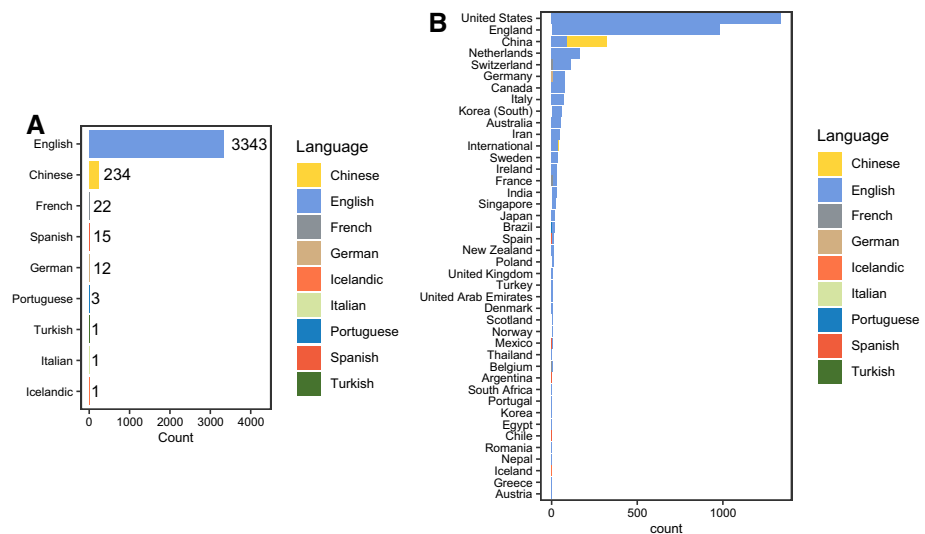 A
English
3343
Chinese
234
French
22
Spanish
15
German
12
Portuguese
3
Turkish
1
Italian
1
Icelandic
1
0 1000 2000 3000 4000
Count
Language
Chinese
English
French
German
Icelandic
Italian
Portuguese
Spanish
Turkish
B
United States
England
China
Netherlands
Switzerland
Germany
Canada
Italy
Korea (South)
Australia
Iran
International
Sweden
Ireland
France
India
Singapore
Japan
Brazil
Spain
New Zealand
Poland
United Kingdom
Turkey
United Arab Emirates
Denmark
Scotland
Norway
Mexico
Thailand
Belgium
Argentina
South Africa
Portugal
Korea
Egypt
Chile
Romania
Nepal
Iceland
Greece
Austria
0 500 1000
count
Language
Chinese
English
French
German
Icelandic
Italian
Portuguese
Spanish
Turkish